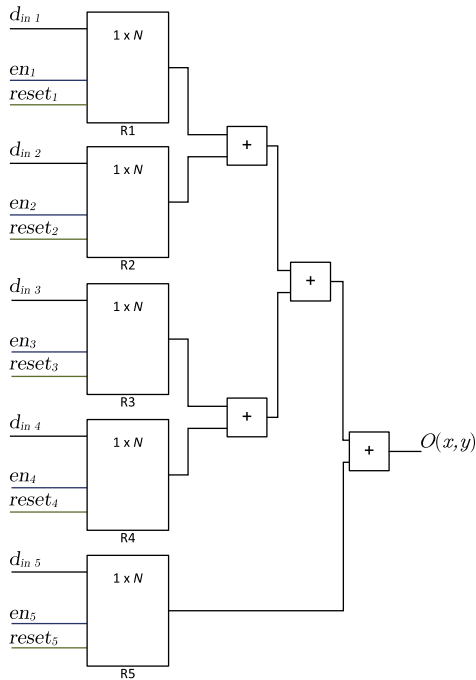 d_in 1
1 x N
en_1
reset_1
R1
d_in 2
1 x N
en_2
reset_2
R2
d_in 3
1 x N
en_3
reset_3
R3
d_in 4
1 x N
en_4
reset_4
R4
d_in 5
1 x N
en_5
reset_5
R5
+
+
+
+
O(x,y)